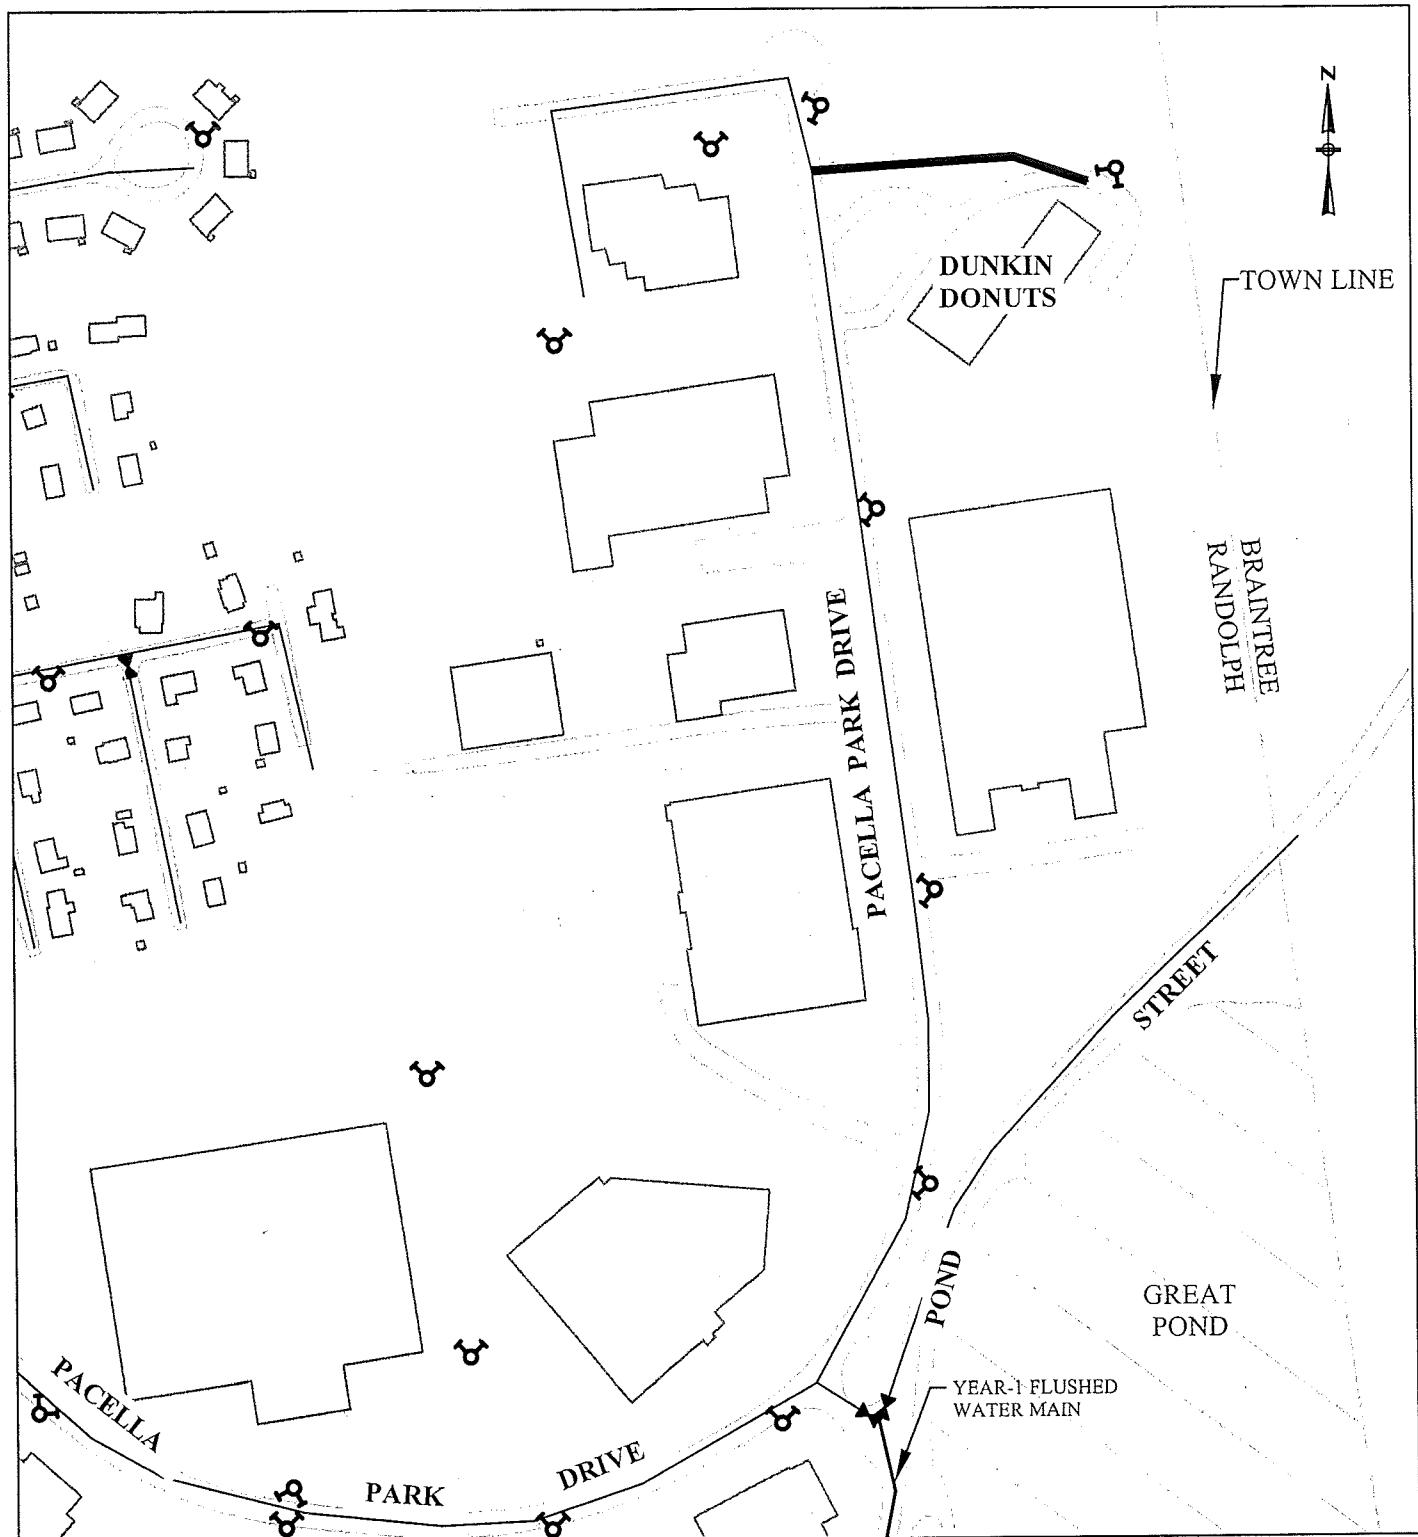 N
DUNKIN
DONUTS
TOWN LINE
BRAINTREE
RANDOLPH
PACELLA PARK DRIVE
STREET
POND
GREAT
POND
YEAR-1 FLUSHED
WATER MAIN
PACELLA
PARK
DRIVE